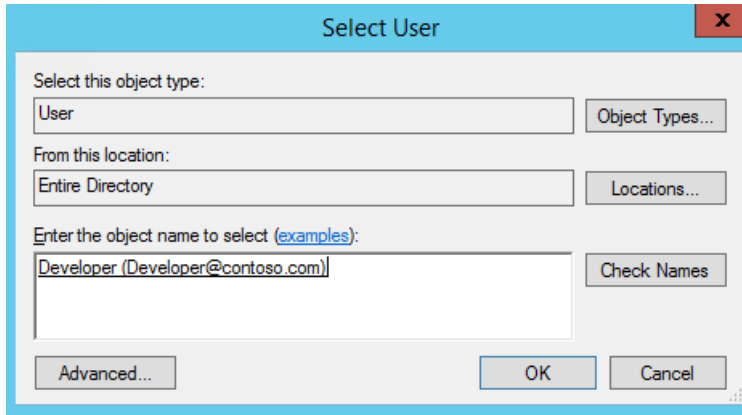 Select User
x
Select this object type:
User
Object Types...
From this location:
Entire Directory
Locations...
Enter the object name to select (examples):
Developer (Developer@contoso.com)
Check Names
Advanced...
OK
Cancel